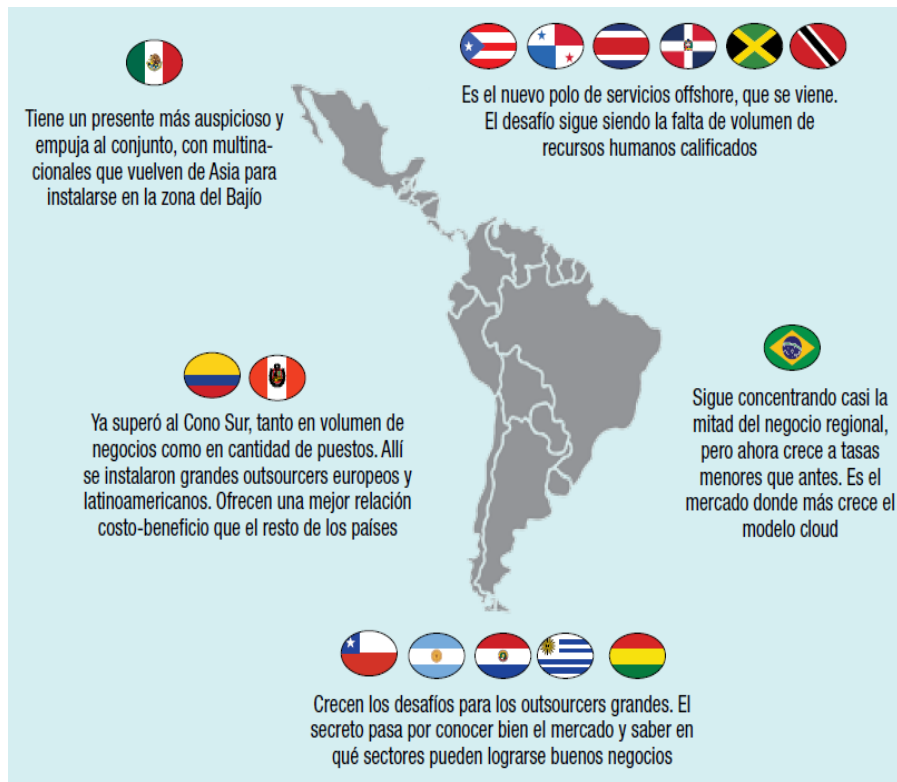 Tiene un presente más auspicioso y
empuja al conjunto, con multina-
cionales que vuelven de Asia para
instalarse en la zona del Bajío
Es el nuevo polo de servicios offshore, que se viene.
El desafío sigue siendo la falta de volumen de
recursos humanos calificados
Ya superó al Cono Sur, tanto en volumen de
negocios como en cantidad de puestos. Allí
se instalaron grandes outsourcers europeos y
latinoamericanos. Ofrecen una mejor relación
costo-beneficio que el resto de los países
Sigue concentrando casi la
mitad del negocio regional,
pero ahora crece a tasas
menores que antes. Es el
mercado donde más crece el
modelo cloud
Crecen los desafíos para los outsourcers grandes. El
secreto pasa por conocer bien el mercado y saber en
qué sectores pueden lograrse buenos negocios